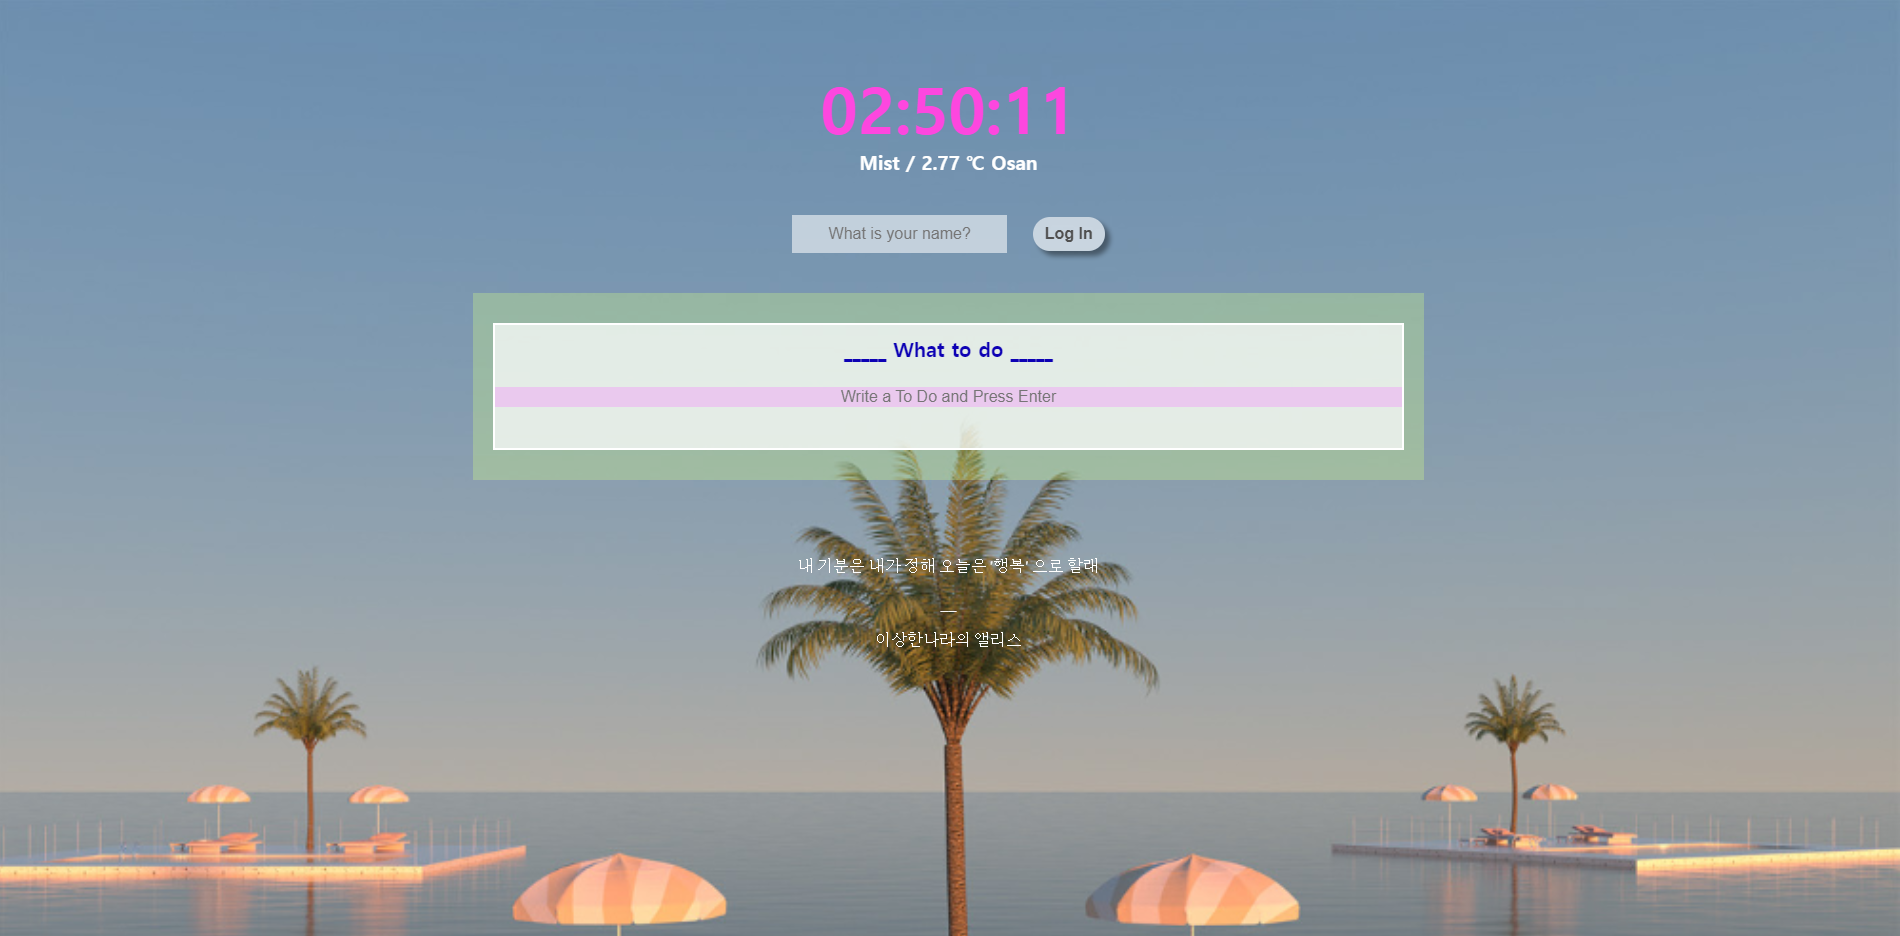 02:50:11
Mist / 2.77 ℃ Osan
What is your name?
Log In
_____ What to do _____
Write a To Do and Press Enter
내 기분은 내가 정해 오늘은 '행복' 으로 할래
—
이상한나라의 앨리스